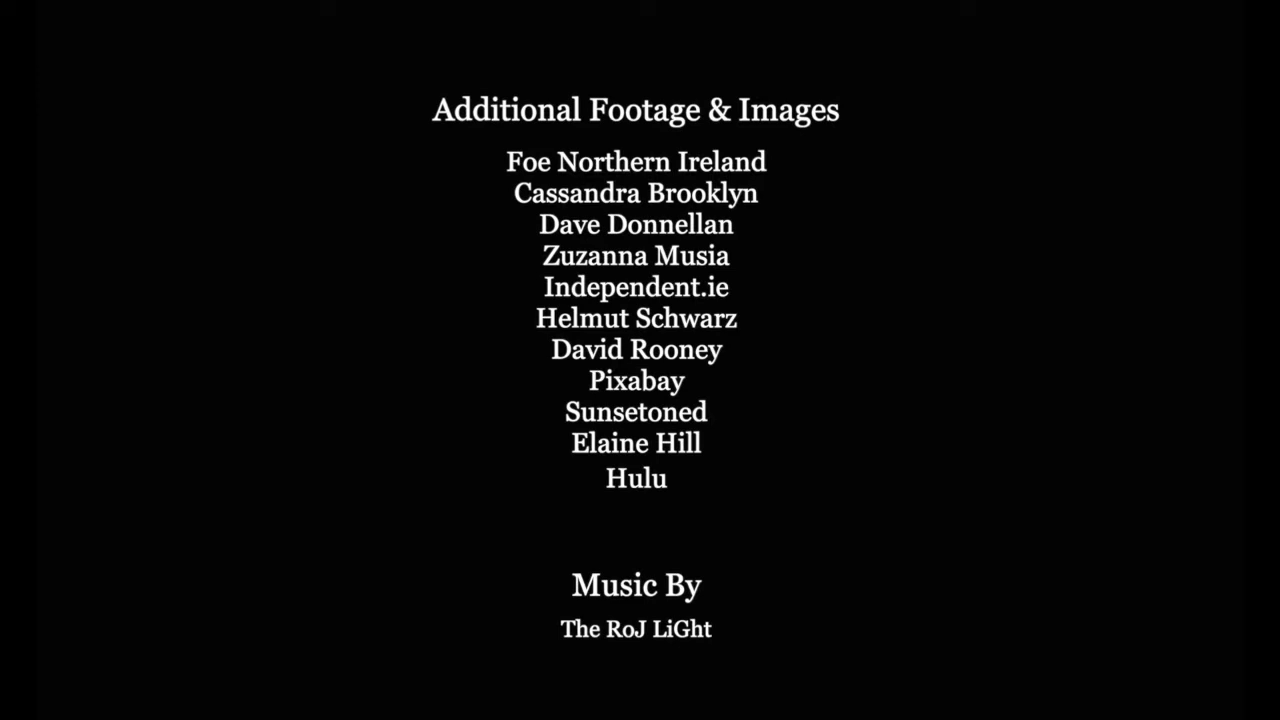 Additional Footage & Images
Foe Northern Ireland
Cassandra Brooklyn
Dave Donnellan
Zuzanna Musia
Independent.ie
Helmut Schwarz
David Rooney
Pixabay
Sunsetoned
Elaine Hill
Hulu
Music By
The RoJ LiGht